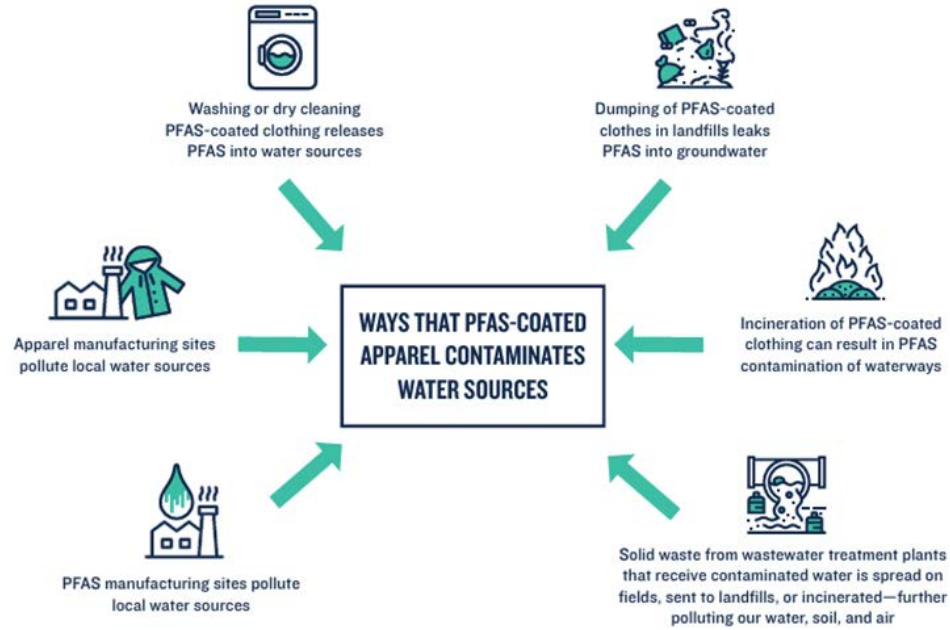 Washing or dry cleaning
PFAS-coated clothing releases
PFAS into water sources
Dumping of PFAS-coated
clothes in landfills leaks
PFAS into groundwater
Apparel manufacturing sites
pollute local water sources
WAYS THAT PFAS-COATED
APPAREL CONTAMINATES
WATER SOURCES
Incineration of PFAS-coated
clothing can result in PFAS
contamination of waterways
PFAS manufacturing sites pollute
local water sources
Solid waste from wastewater treatment plants
that receive contaminated water is spread on
fields, sent to landfills, or incinerated—further
polluting our water, soil, and air